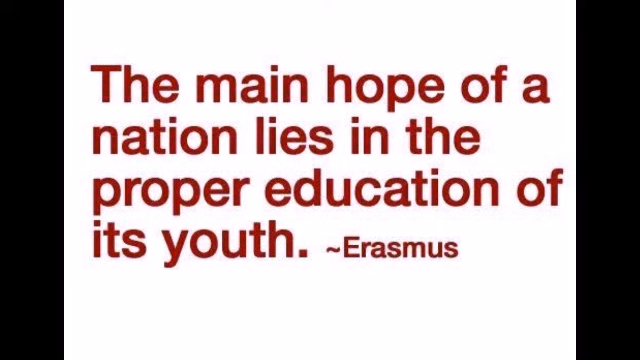 The main hope of a
nation lies in the
proper education of
its youth. ~Erasmus